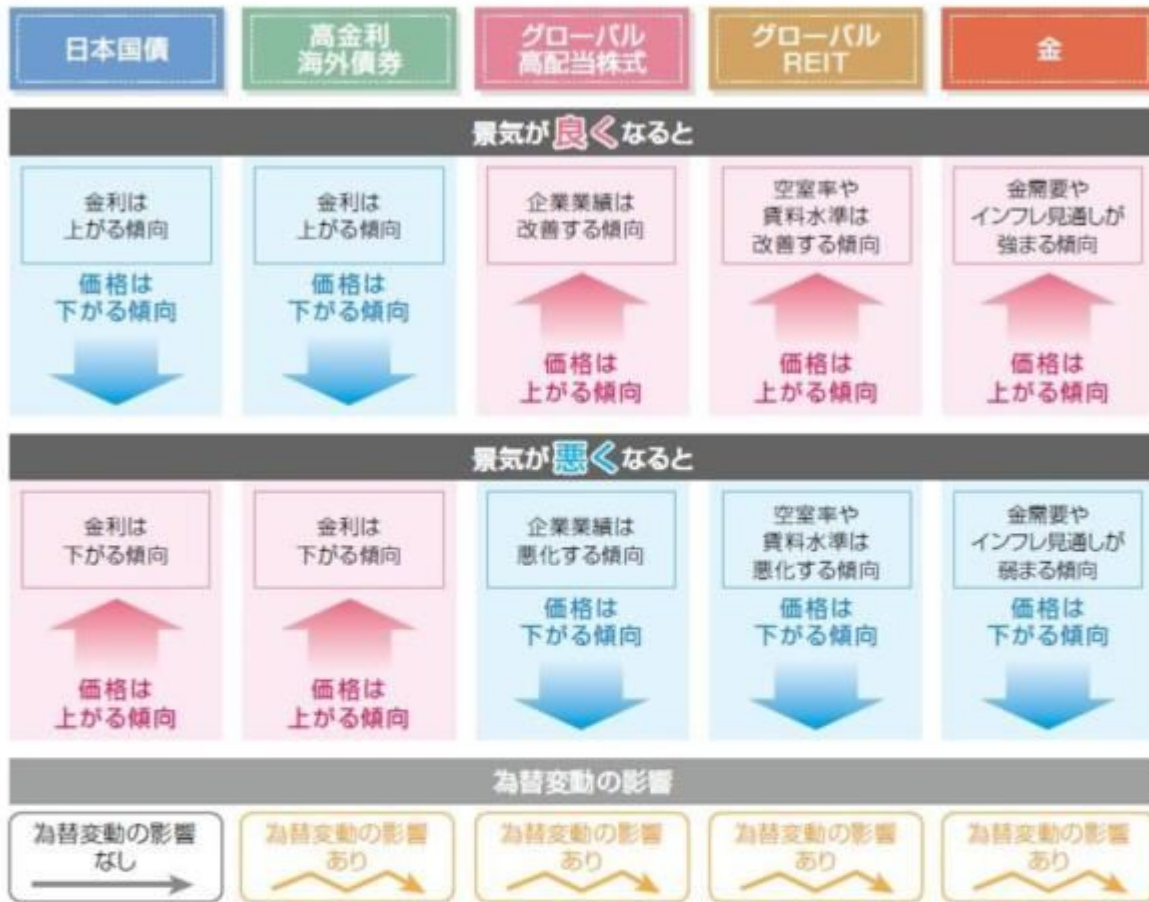 日本国債
高金利
海外債券
グローバル
高配当株式
グローバル
REIT
金
景気が良くなると
金利は
上がる傾向
価格は
下がる傾向
金利は
上がる傾向
価格は
下がる傾向
企業業績は
改善する傾向
価格は
上がる傾向
空室率や
賃料水準は
改善する傾向
価格は
上がる傾向
金需要や
インフレ見通しが
強まる傾向
価格は
上がる傾向
景気が悪くなると
金利は
下がる傾向
価格は
上がる傾向
金利は
下がる傾向
価格は
上がる傾向
企業業績は
悪化する傾向
価格は
下がる傾向
空室率や
賃料水準は
悪化する傾向
価格は
下がる傾向
金需要や
インフレ見通しが
弱まる傾向
価格は
下がる傾向
為替変動の影響
為替変動の影響
なし
為替変動の影響
あり
為替変動の影響
あり
為替変動の影響
あり
為替変動の影響
あり